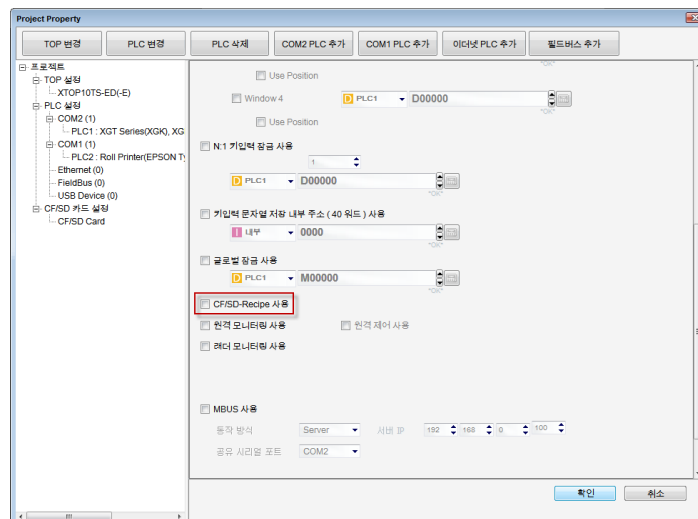 Project Property
TOP 변경 PLC 변경 PLC 삭제 COM2 PLC 추가 COM1 PLC 추가 이더넷 PLC 추가 필드버스 추가
프로젝트
TOP 설정
XTOP10TS-ED(-E)
PLC 설정
COM2 (1)
PLC1 : XGT Series(XGK), XG
COM1 (1)
PLC2 : Roll Printer(EPSON Ty
Ethernet (0)
FieldBus (0)
USB Device (0)
CF/SD 카드 설정
CF/SD Card
"OK"
Use Position
Window 4 D PLC1 D00000
Use Position
N:1 키입력 잠금 사용
1
D PLC1 D00000
"OK"
키입력 문자열 저장 내부 주소 ( 40 워드 ) 사용
I 내부 0000
"OK"
글로벌 잠금 사용
D PLC1 M00000
"OK"
CF/SD-Recipe 사용
원격 모니터링 사용 원격 제어 사용
래더 모니터링 사용
MBUS 사용
동작 방식 Server 서버 IP 192 168 0 100
공유 시리얼 포트 COM2
확인 취소